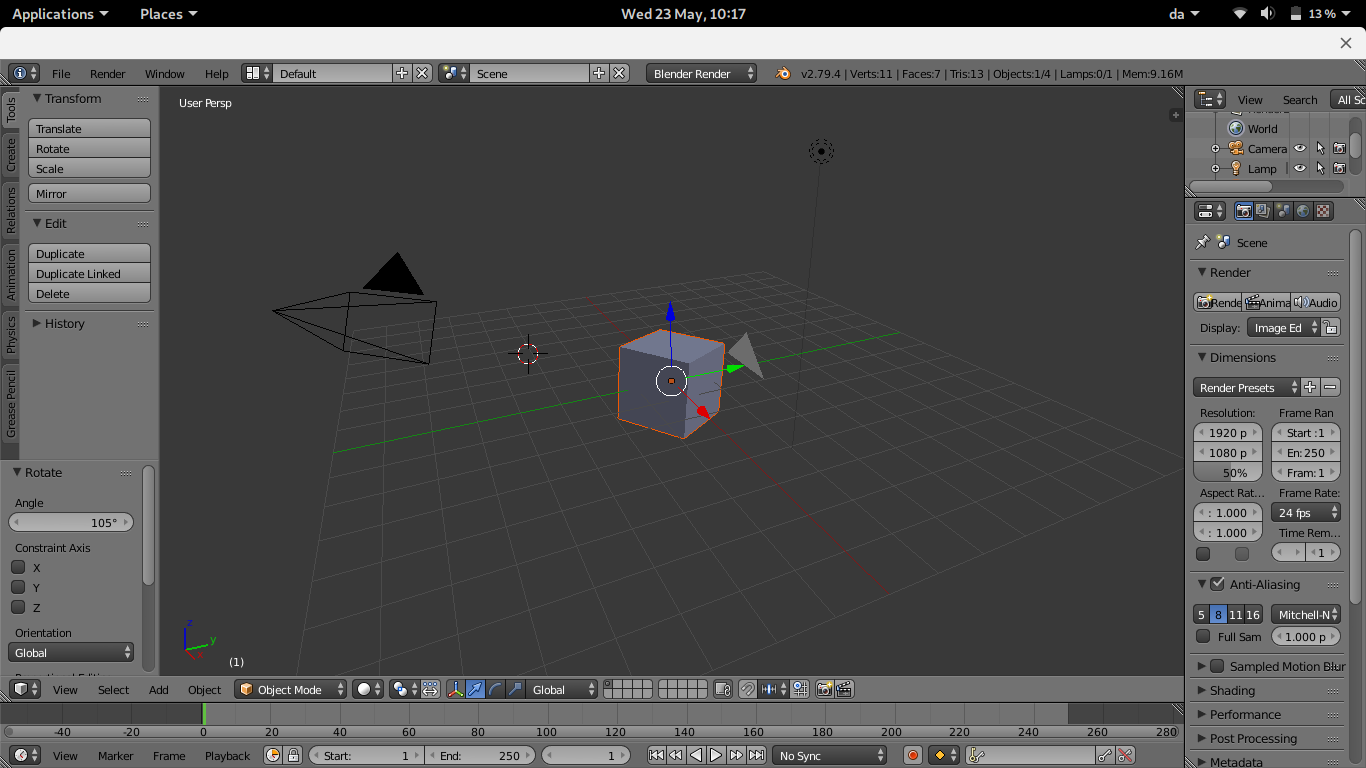 Applications Places Wed 23 May, 10:17 da 13 %
File Render Window Help Default Scene Blender Render v2.79.4 | Verts:11 | Faces:7 | Tris:13 | Objects:1/4 | Lamps:0/1 | Mem:9.16M
Tools
Create
Relations
Animation
Physics
Grease Pencil
Transform
Translate
Rotate
Scale
Mirror
Edit
Duplicate
Duplicate Linked
Delete
History
Rotate
Angle
105°
Constraint Axis
X
Y
Z
Orientation
Global
User Persp
z
y
(1)
View Search All Sc
World
Camera
Lamp
Scene
Render
Rende Anima Audio
Display: Image Ed
Dimensions
Render Presets
Resolution: Frame Ran
1920 p Start :1
1080 p En: 250
50% Fram: 1
Aspect Rat... Frame Rate:
: 1.000 24 fps
: 1.000 Time Rem...
1
Anti-Aliasing
5 8 11 16 Mitchell-N
Full Sam 1.000 p
Sampled Motion Blur
Shading
Performance
Post Processing
Metadata
View Select Add Object Object Mode Global
-40 -20 0 20 40 60 80 100 120 140 160 180 200 220 240 260 280
View Marker Frame Playback Start: 1 End: 250 1 No Sync